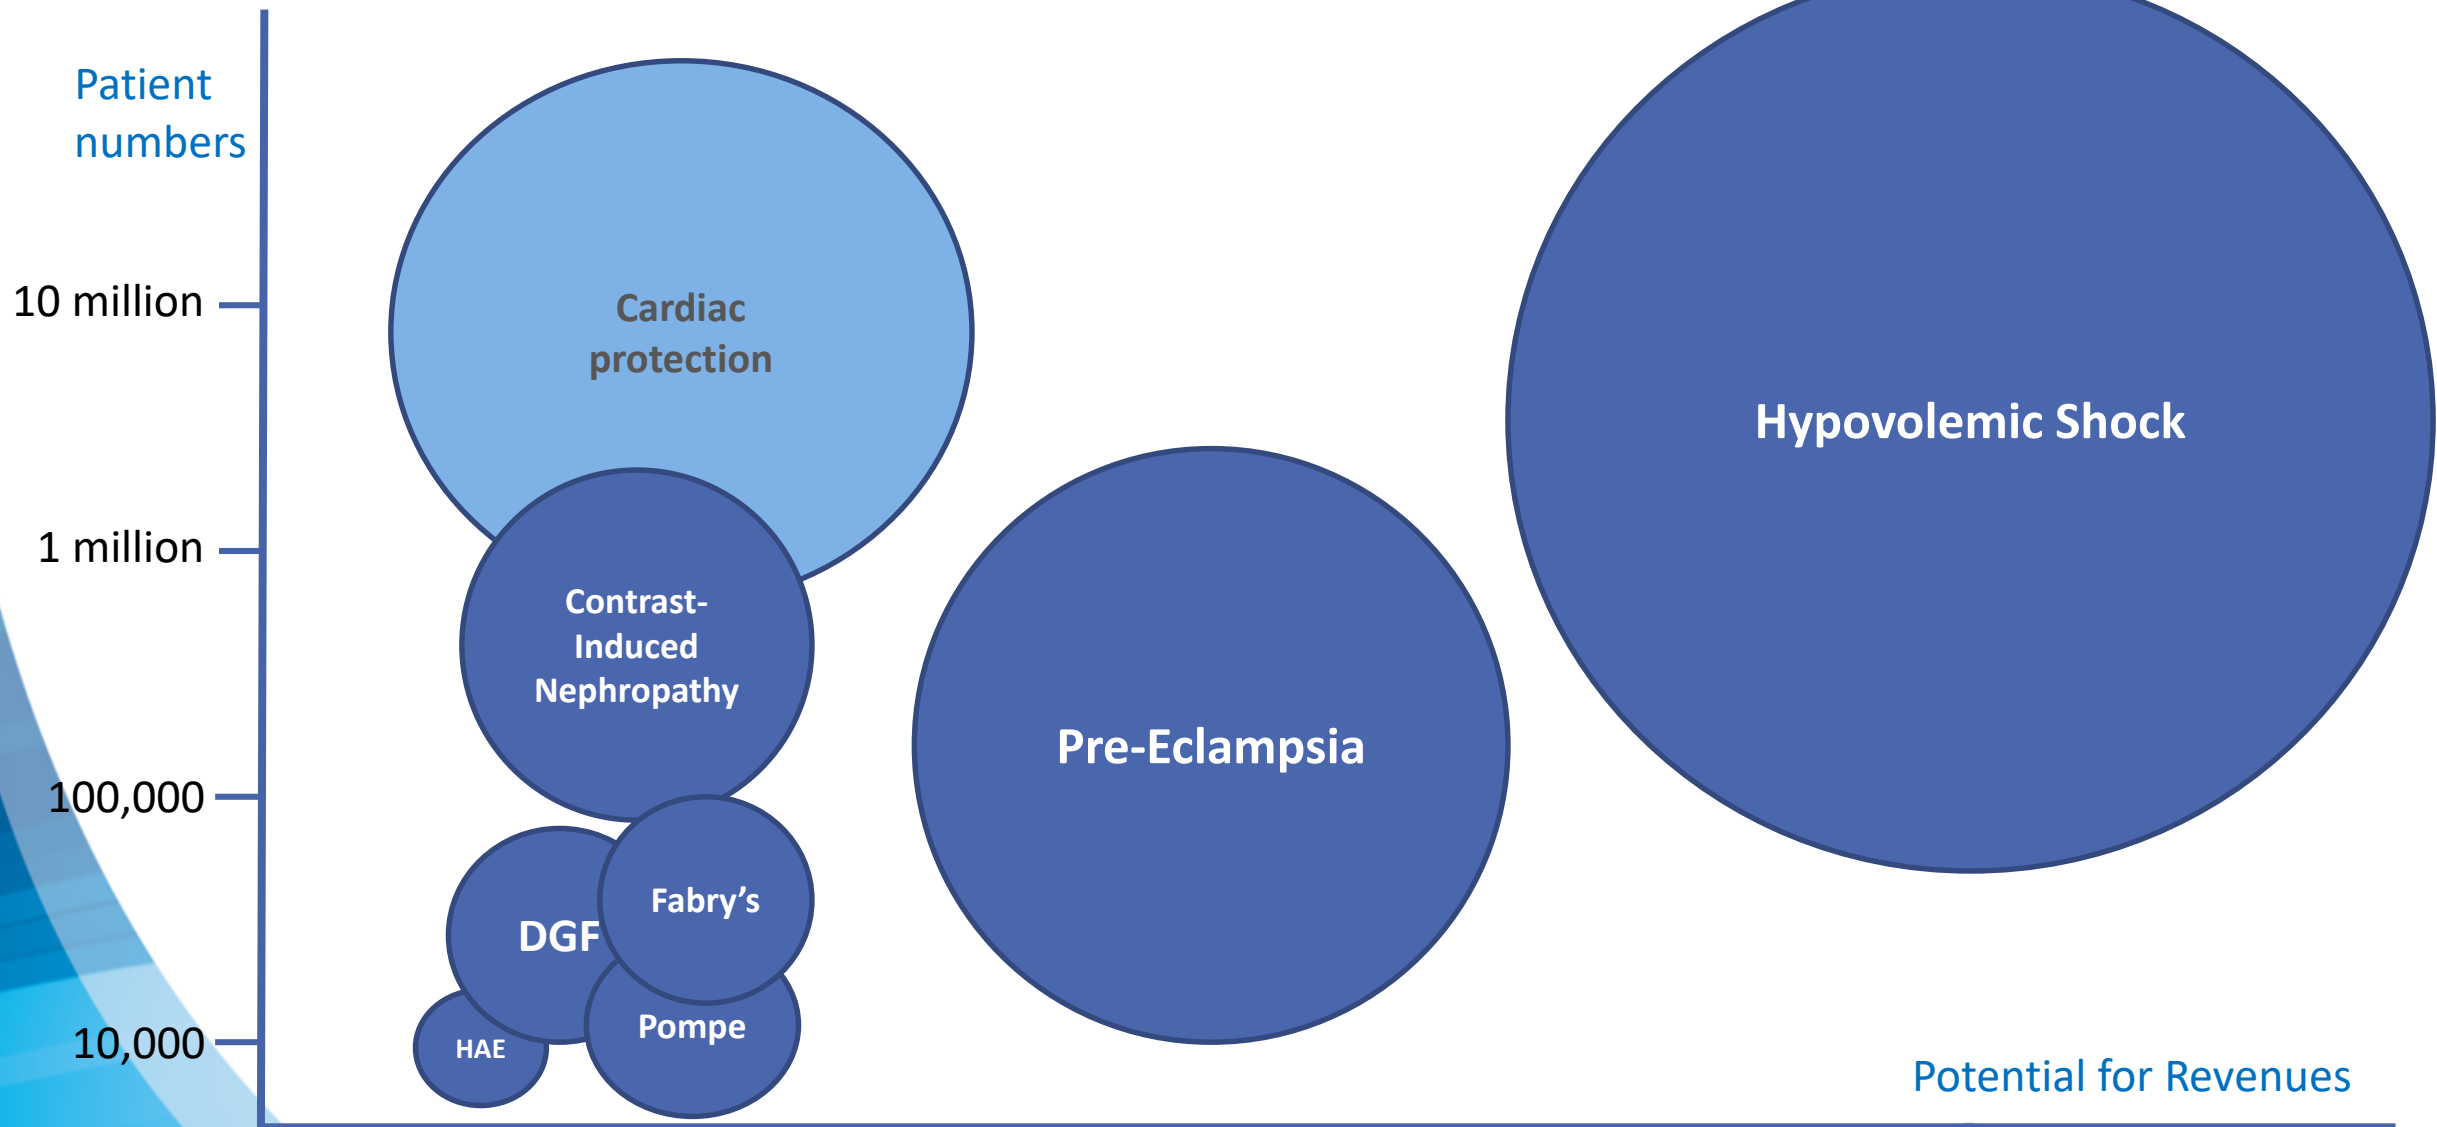 Patient
numbers
10 million
1 million
100,000
10,000
Cardiac
protection
Hypovolemic Shock
Contrast-
Induced
Nephropathy
Pre-Eclampsia
Fabry’s
DGF
Pompe
HAE
Potential for Revenues